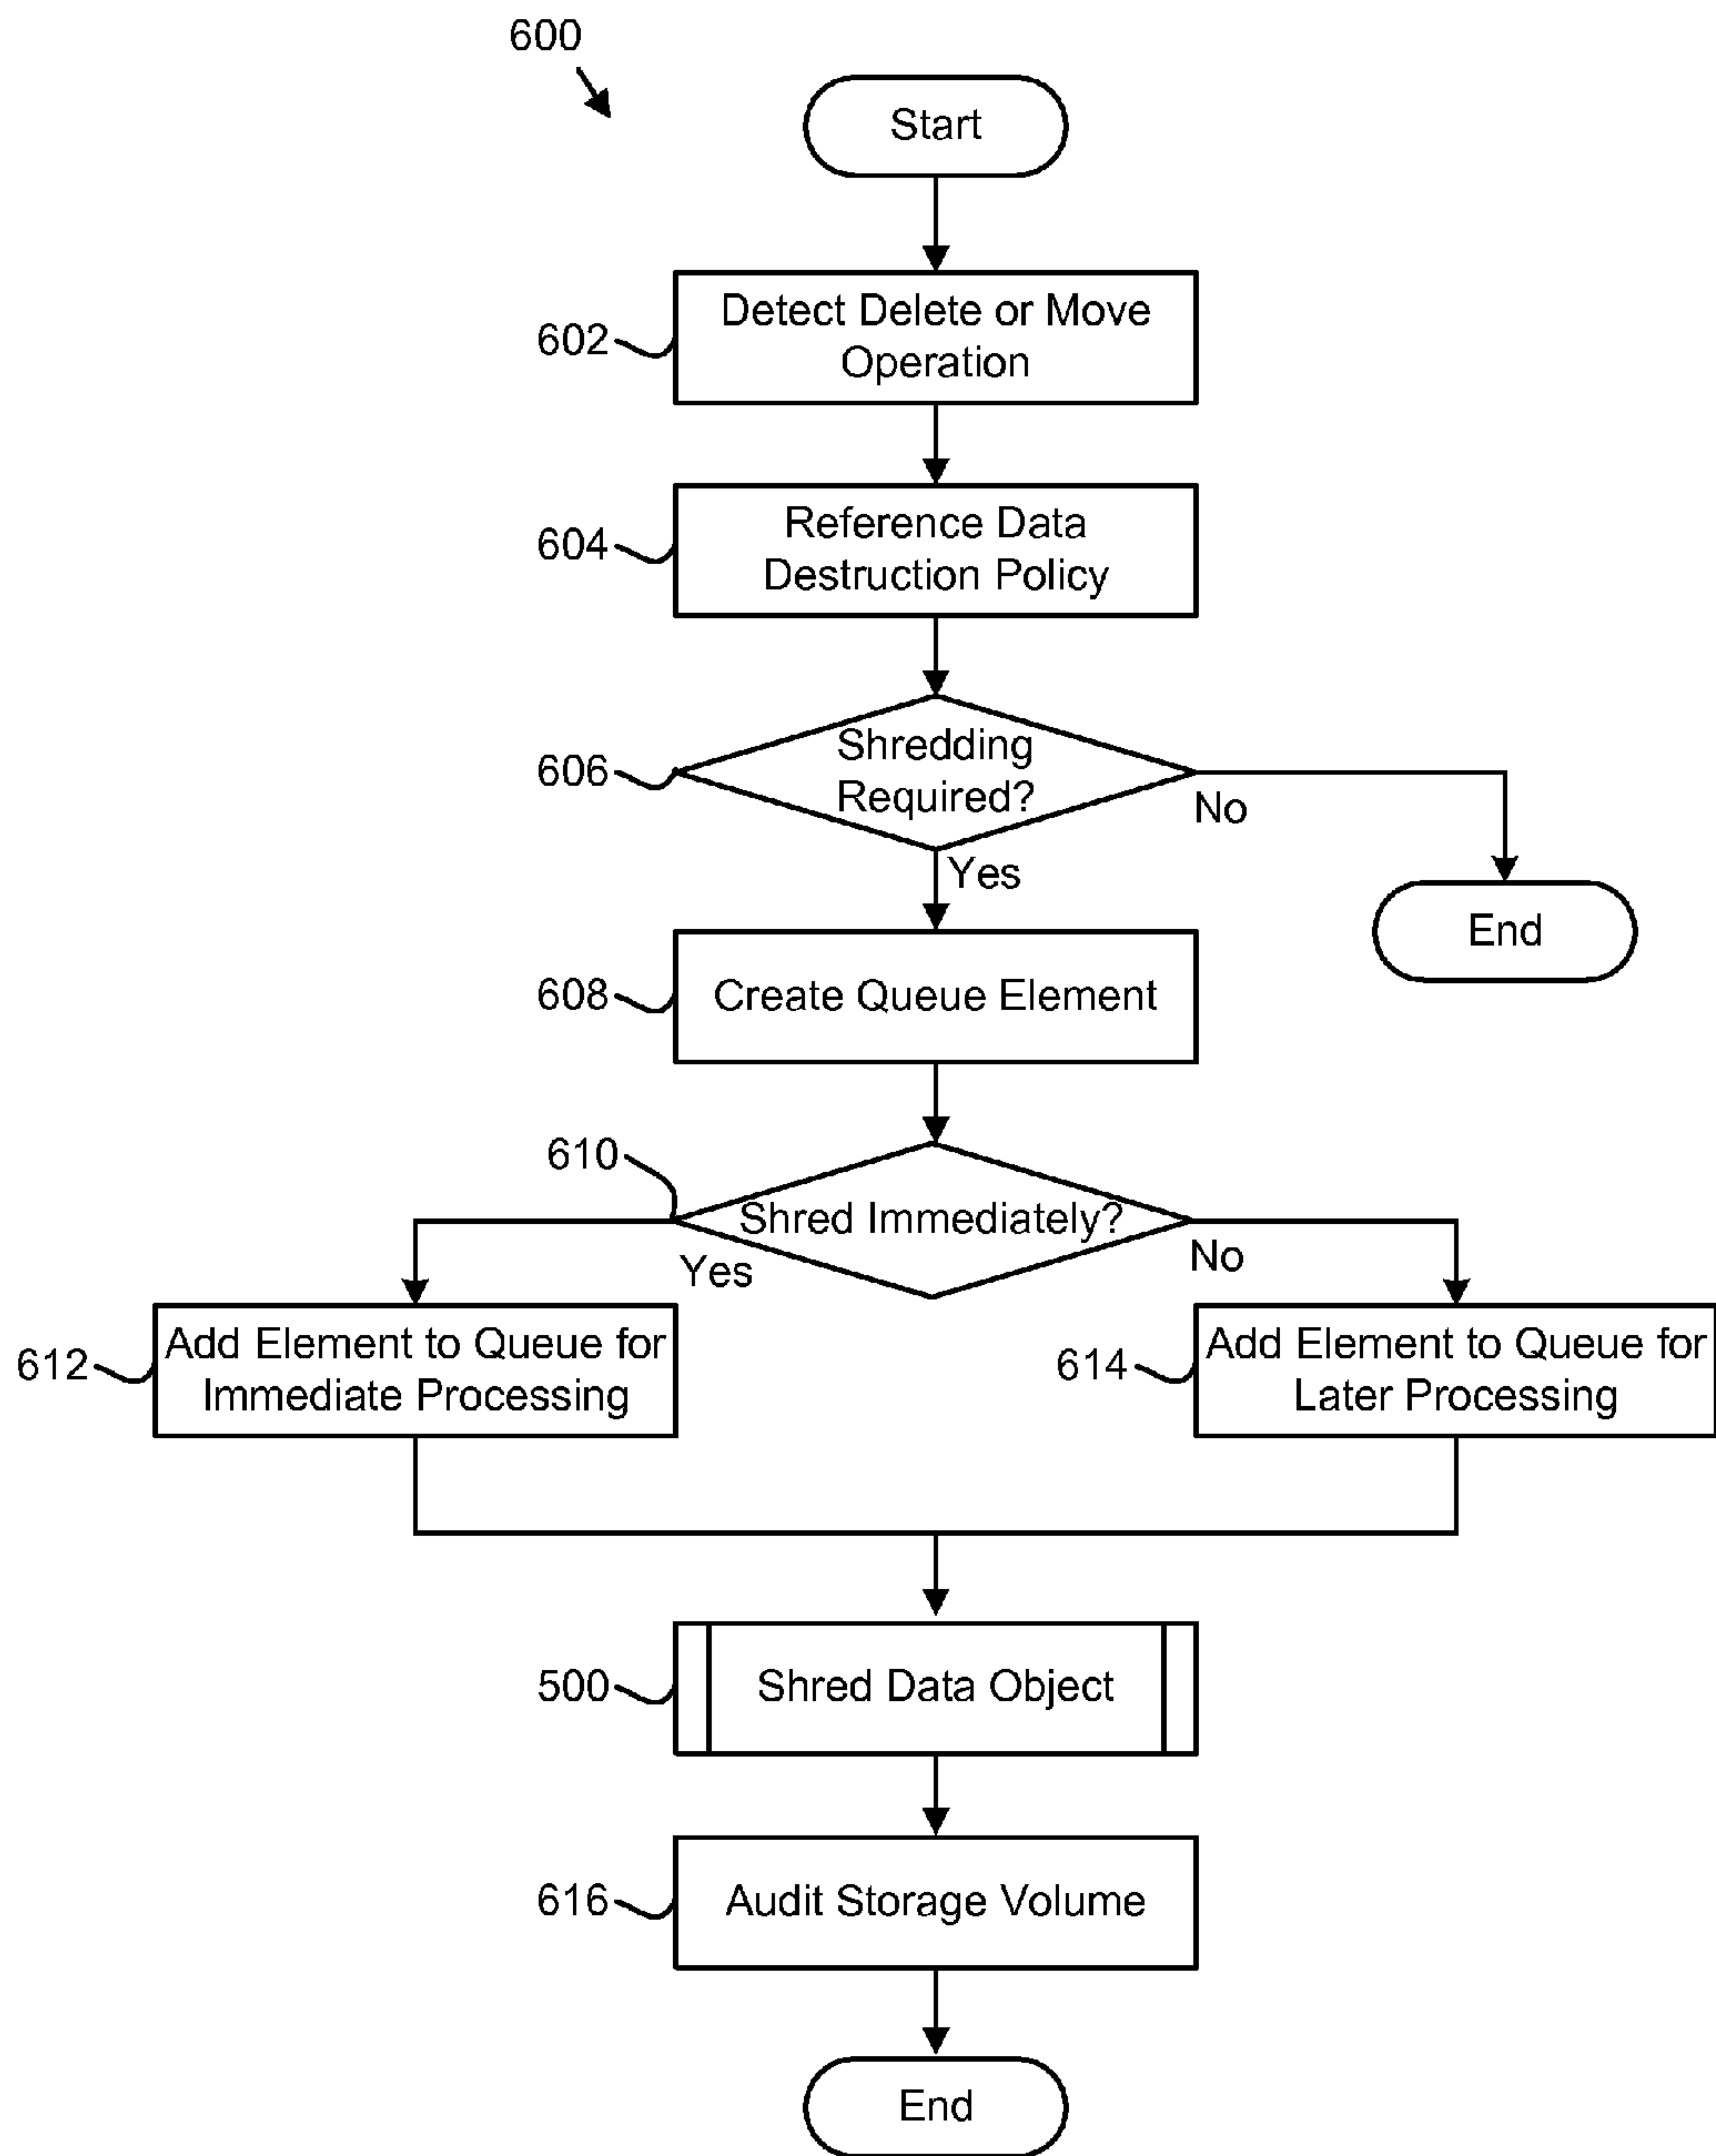 600
Start
602
Detect Delete or Move
Operation
604
Reference Data
Destruction Policy
606
Shredding
Required?
No
Yes
End
608
Create Queue Element
610
Shred Immediately?
Yes
No
612
Add Element to Queue for
Immediate Processing
614
Add Element to Queue for
Later Processing
500
Shred Data Object
616
Audit Storage Volume
End